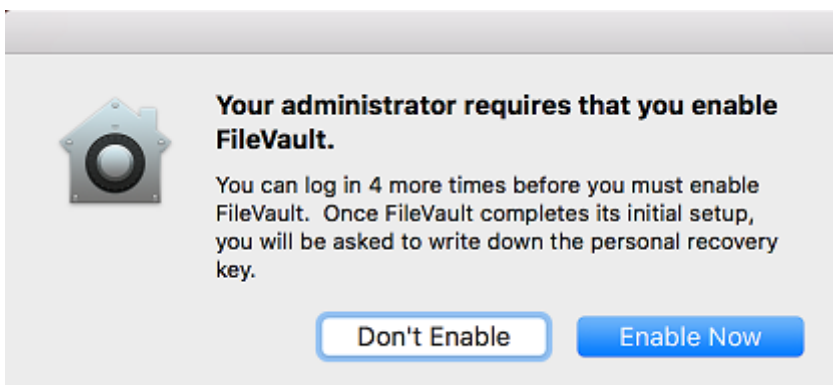 Your administrator requires that you enable
FileVault.
You can log in 4 more times before you must enable
FileVault.  Once FileVault completes its initial setup,
you will be asked to write down the personal recovery
key.
Don't Enable
Enable Now